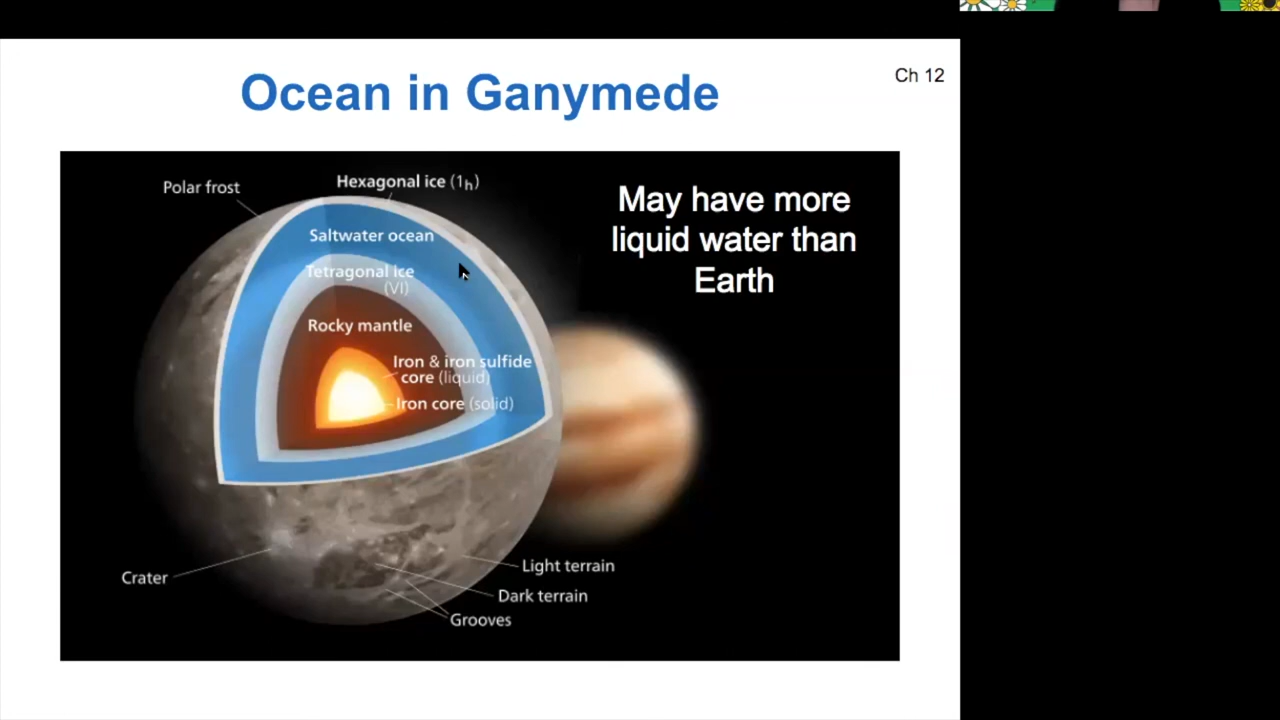 Ocean in Ganymede
Ch 12
Polar frost
Hexagonal ice (1h)
Saltwater ocean
Tetragonal ice
(VI)
Rocky mantle
Iron & iron sulfide
core (liquid)
Iron core (solid)
May have more
liquid water than
Earth
Crater
Light terrain
Dark terrain
Grooves